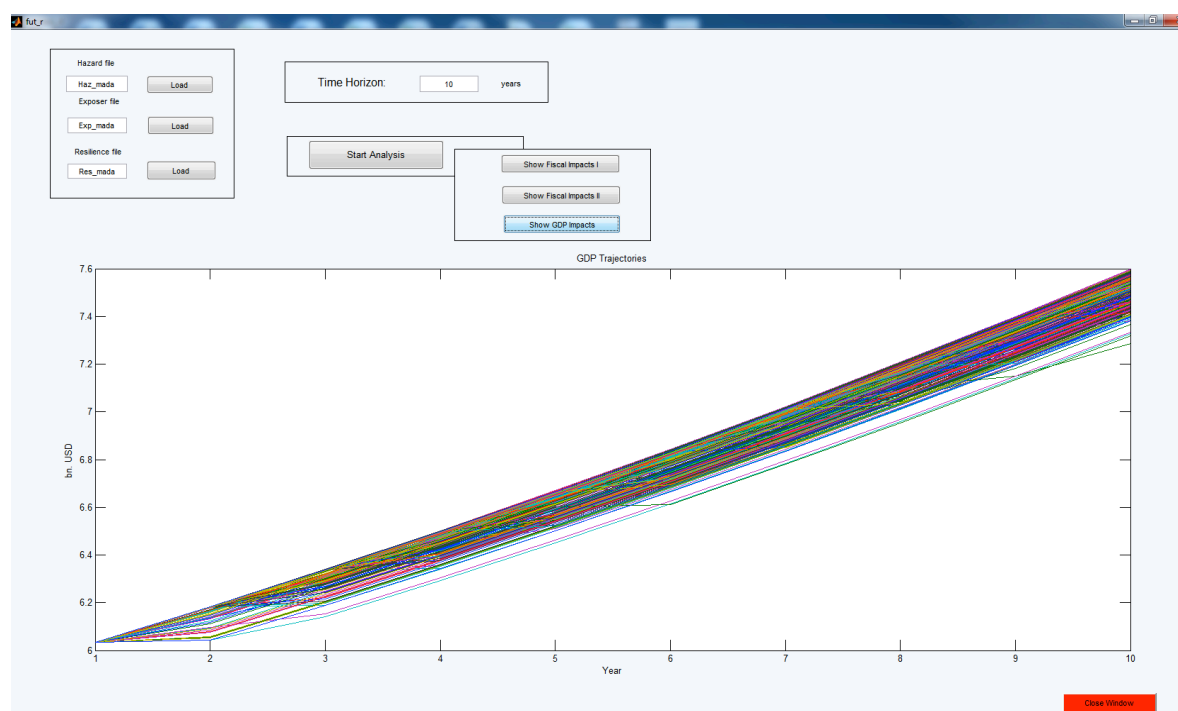 fut_r
Hazard file
Haz_mada
Load
Exposer file
Exp_mada
Load
Resilience file
Res_mada
Load
Time Horizon:
10
years
Start Analysis
Show Fiscal Impacts I
Show Fiscal Impacts II
Show GDP Impacts
GDP Trajectories
7.6
7.4
7.2
7
6.8
6.6
6.4
6.2
6
bn. USD
1
2
3
4
5
6
7
8
9
10
Year
Close Window